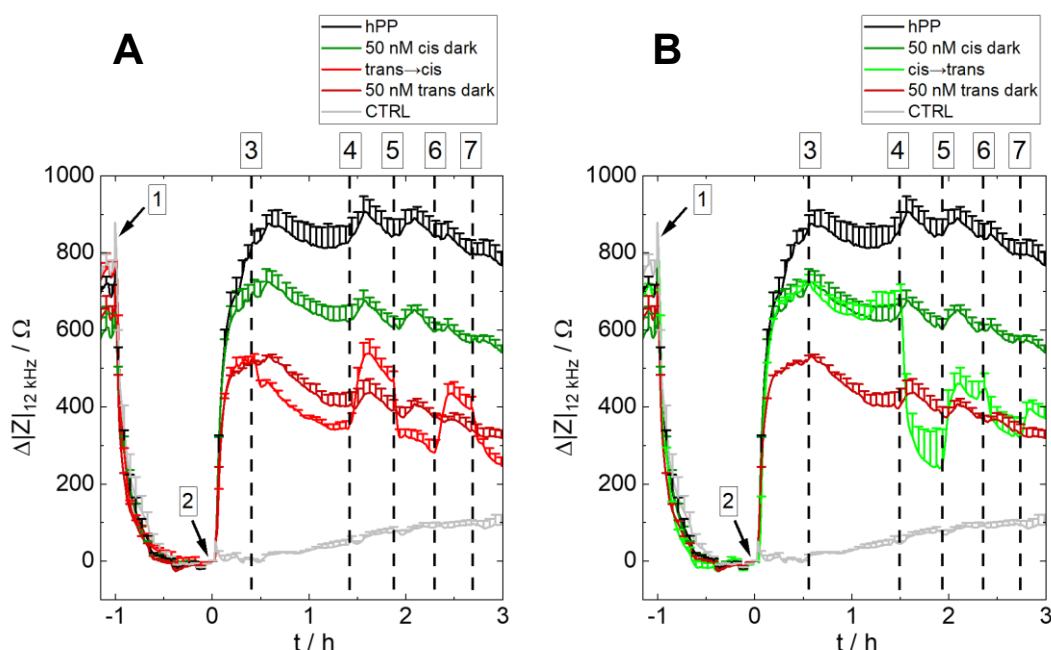 A
hPP
50 nM cis dark
trans→cis
50 nM trans dark
CTRL
3
4
5
6
7
1
2
1000
800
600
400
200
0
Δ|Z|12 kHz / Ω
-1
0
1
2
3
t / h
B
hPP
50 nM cis dark
cis→trans
50 nM trans dark
CTRL
3
4
5
6
7
1
2
1000
800
600
400
200
0
Δ|Z|12 kHz / Ω
-1
0
1
2
3
t / h